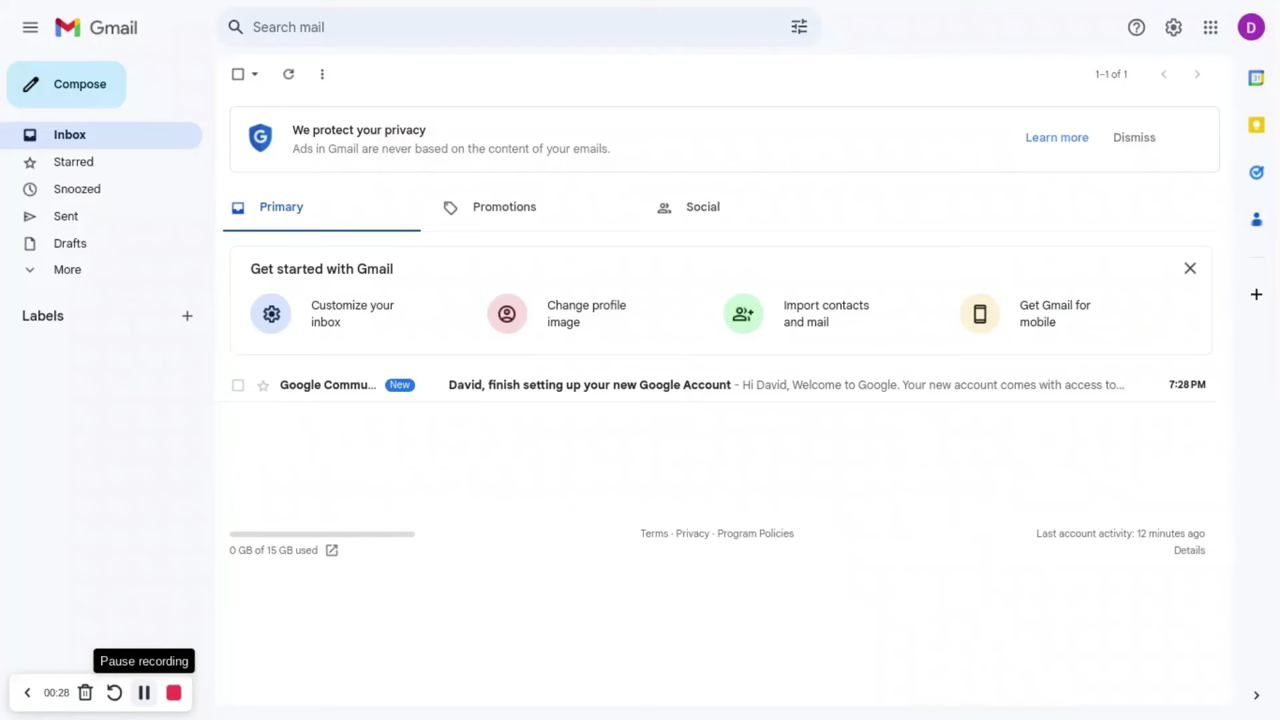 Gmail
Search mail
D
Compose
1–1 of 1
31
Inbox
We protect your privacy
Ads in Gmail are never based on the content of your emails.
Learn more
Dismiss
Starred
Snoozed
Sent
Drafts
More
Primary
Promotions
Social
Labels
Get started with Gmail
Customize your
inbox
Change profile
image
Import contacts
and mail
Get Gmail for
mobile
Google Commu... New David, finish setting up your new Google Account - Hi David, Welcome to Google. Your new account comes with access to... 7:28 PM
0 GB of 15 GB used
Terms · Privacy · Program Policies
Last account activity: 12 minutes ago
Details
Pause recording
00:28